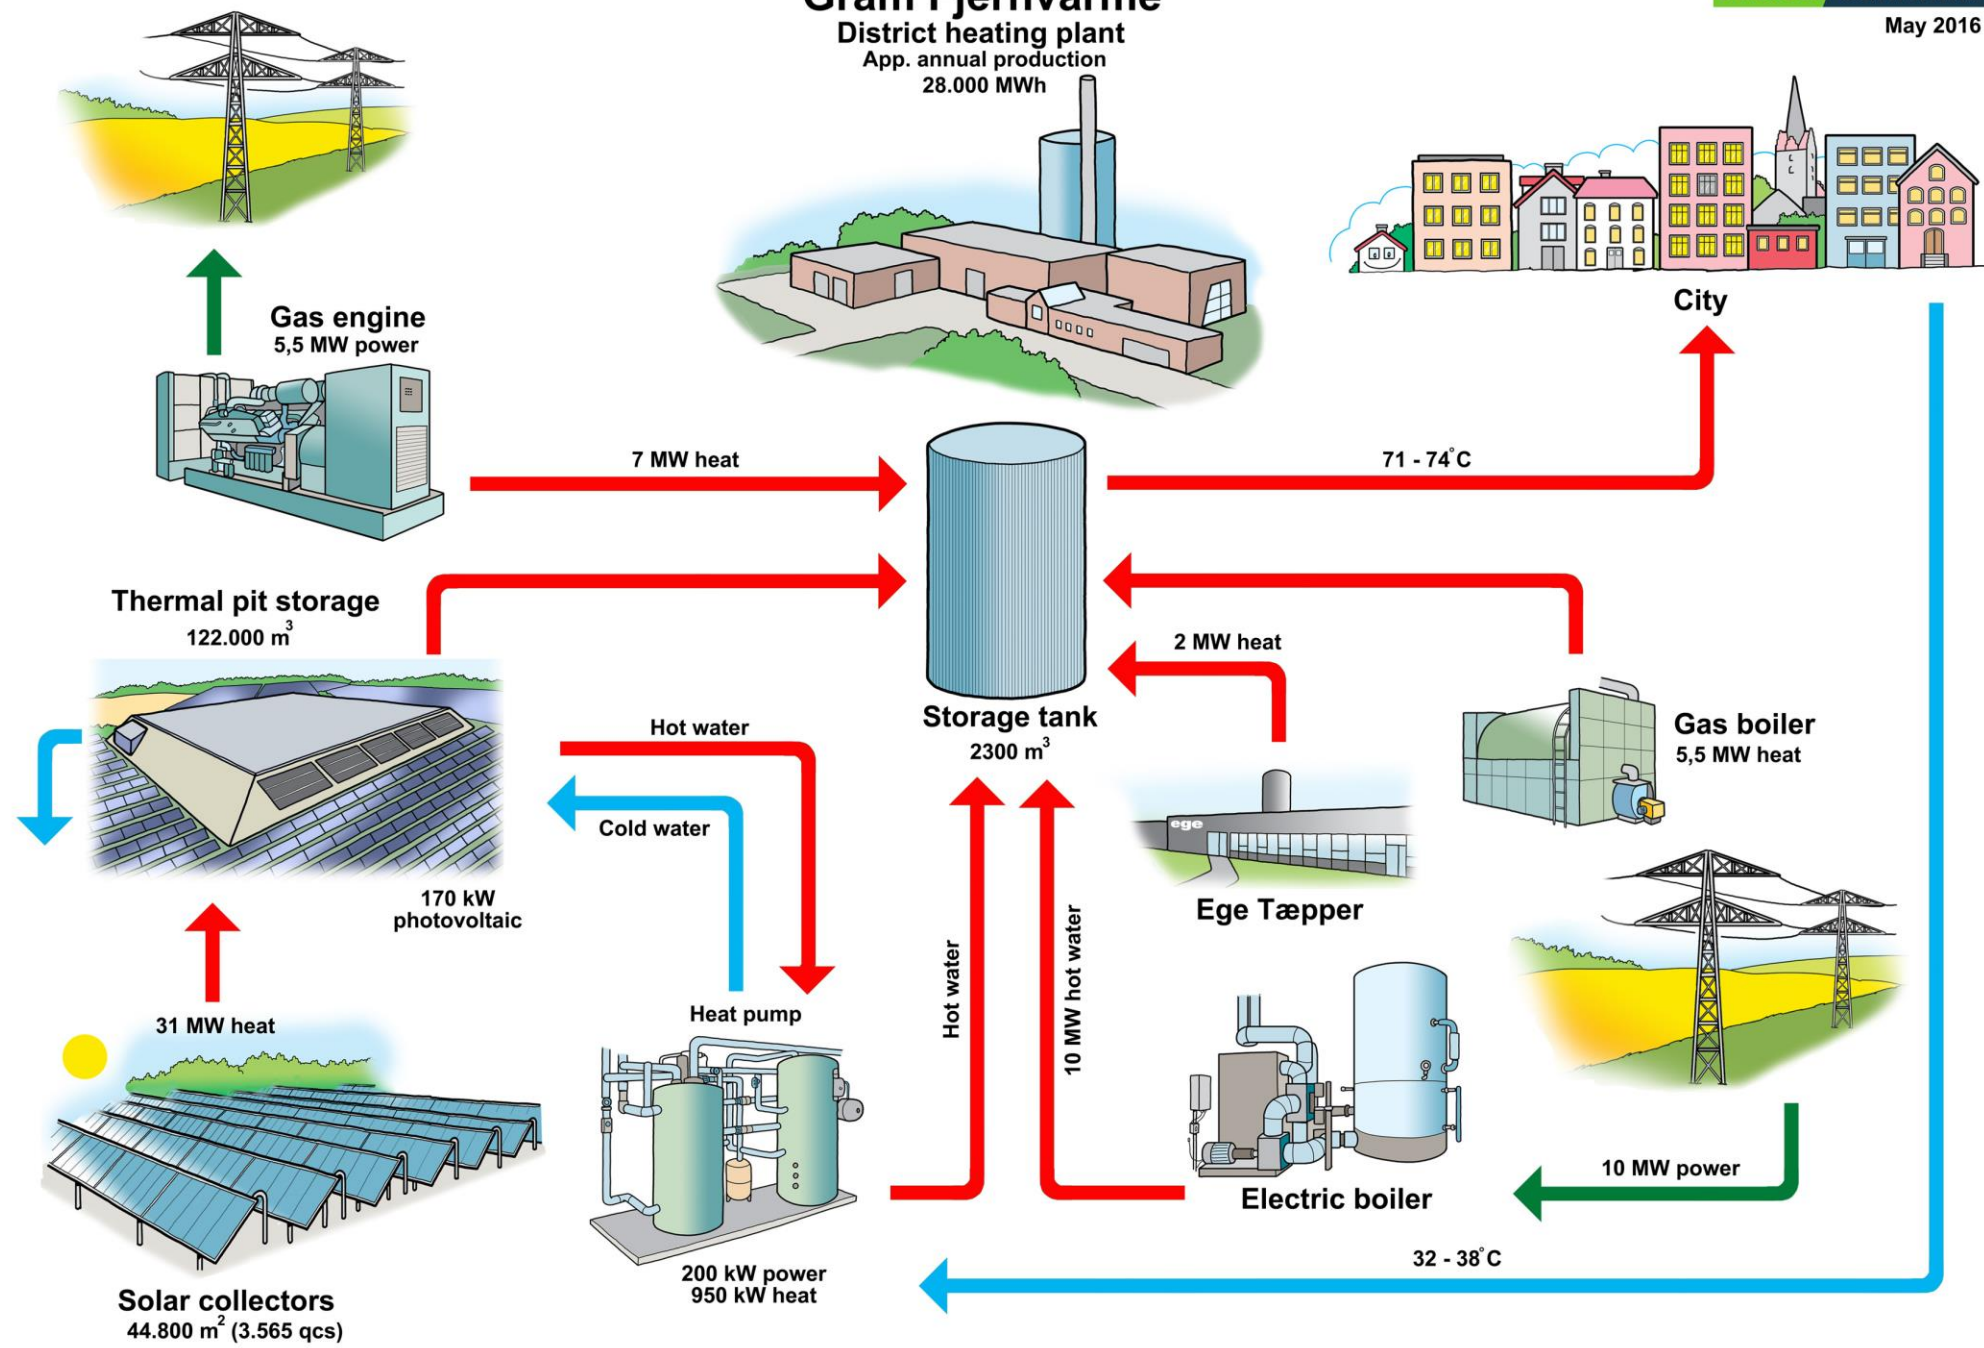 Gram Fjernvarme
District heating plant
App. annual production
28.000 MWh
May 2016
City
Gas engine
5,5 MW power
7 MW heat
71 - 74°C
Thermal pit storage
122.000 m³
2 MW heat
Storage tank
2300 m³
Gas boiler
5,5 MW heat
Hot water
Cold water
ege
Ege Tæpper
170 kW
photovoltaic
31 MW heat
Heat pump
Hot water
10 MW hot water
10 MW power
Electric boiler
32 - 38°C
200 kW power
950 kW heat
Solar collectors
44.800 m² (3.565 qcs)